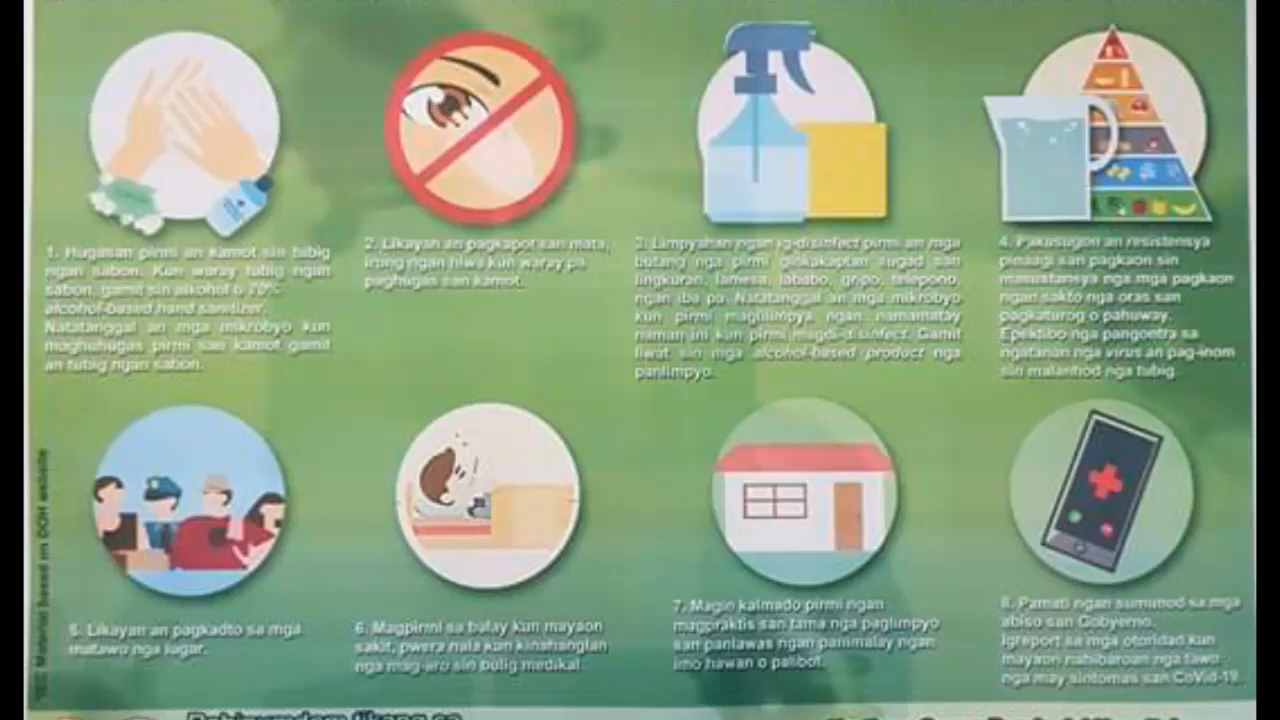 1. Hugasan pirmi an kamot sin tubig
ngan sabon. Kun waray tubig ngan
sabon, gamit sin alkohol o 70%
alcohol-based hand sanitizer.
Natatanggal an mga mikrobyo kun
maghuhugas pirmi san kamot gamit
an tubig ngan sabon.
2. Likayan an pagkapot san mata,
irong ngan hiwa kun waray pa
paghugas san kamot.
3. Limpyahan ngan ig-disinfect pirmi an mga
butang nga pirmi ginkakaptan sugad san
lingkuran, lamesa, lababo, gripo, telepono,
ngan iba pa. Natatanggal an mga mikrobyo
kun pirmi maglilimpya ngan namamatay
naman ini kun pirmi magdi-disinfect. Gamit
liwat sin mga alcohol-based product nga
panlimpyo.
4. Pakusugon an resistensya
pinaagi san pagkaon sin
masustansya nga mga pagkaon
ngan sakto nga oras san
pagkaturog o pahuway.
Epektibo nga pangontra sa
ngatanan nga virus an pag-inom
sin malanhod nga tubig.
5. Likayan an pagkadto sa mga
matawo nga lugar.
6. Magpirmi sa balay kun mayaon
sakit, pwera nala kun kinahanglan
nga mag-aro sin bulig medikal.
7. Magin kalmado pirmi ngan
magpraktis san tama nga paglimpyo
san panlawas ngan panimalay ngan
imo hawan o palibot.
8. Pamati ngan sumunod sa mga
abiso san Gobyerno.
Igreport sa mga otoridad kun
mayaon nahibaroan nga tawo
nga may sintomas san CoVid-19.
*IEC Material based on DOH website